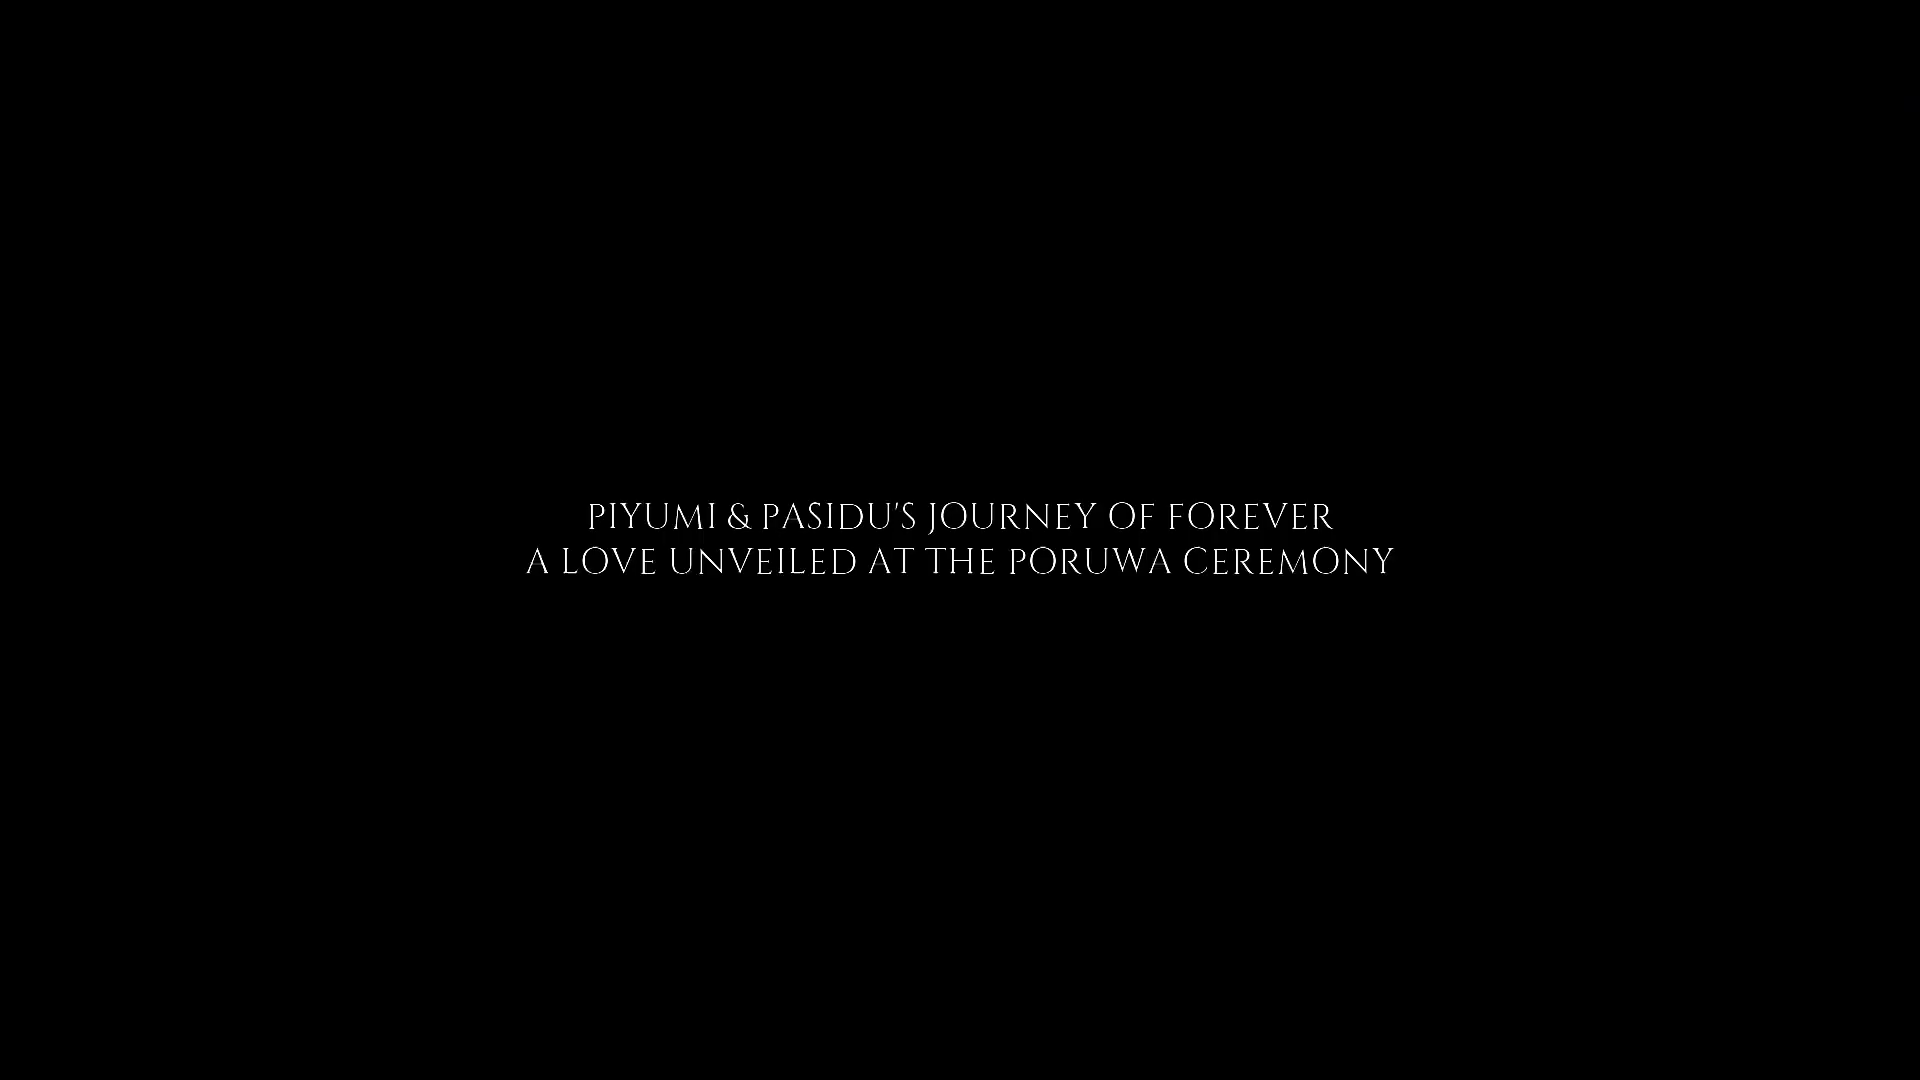 PIYUMI & PASIDU'S JOURNEY OF FOREVER
A LOVE UNVEILED AT THE PORUWA CEREMONY